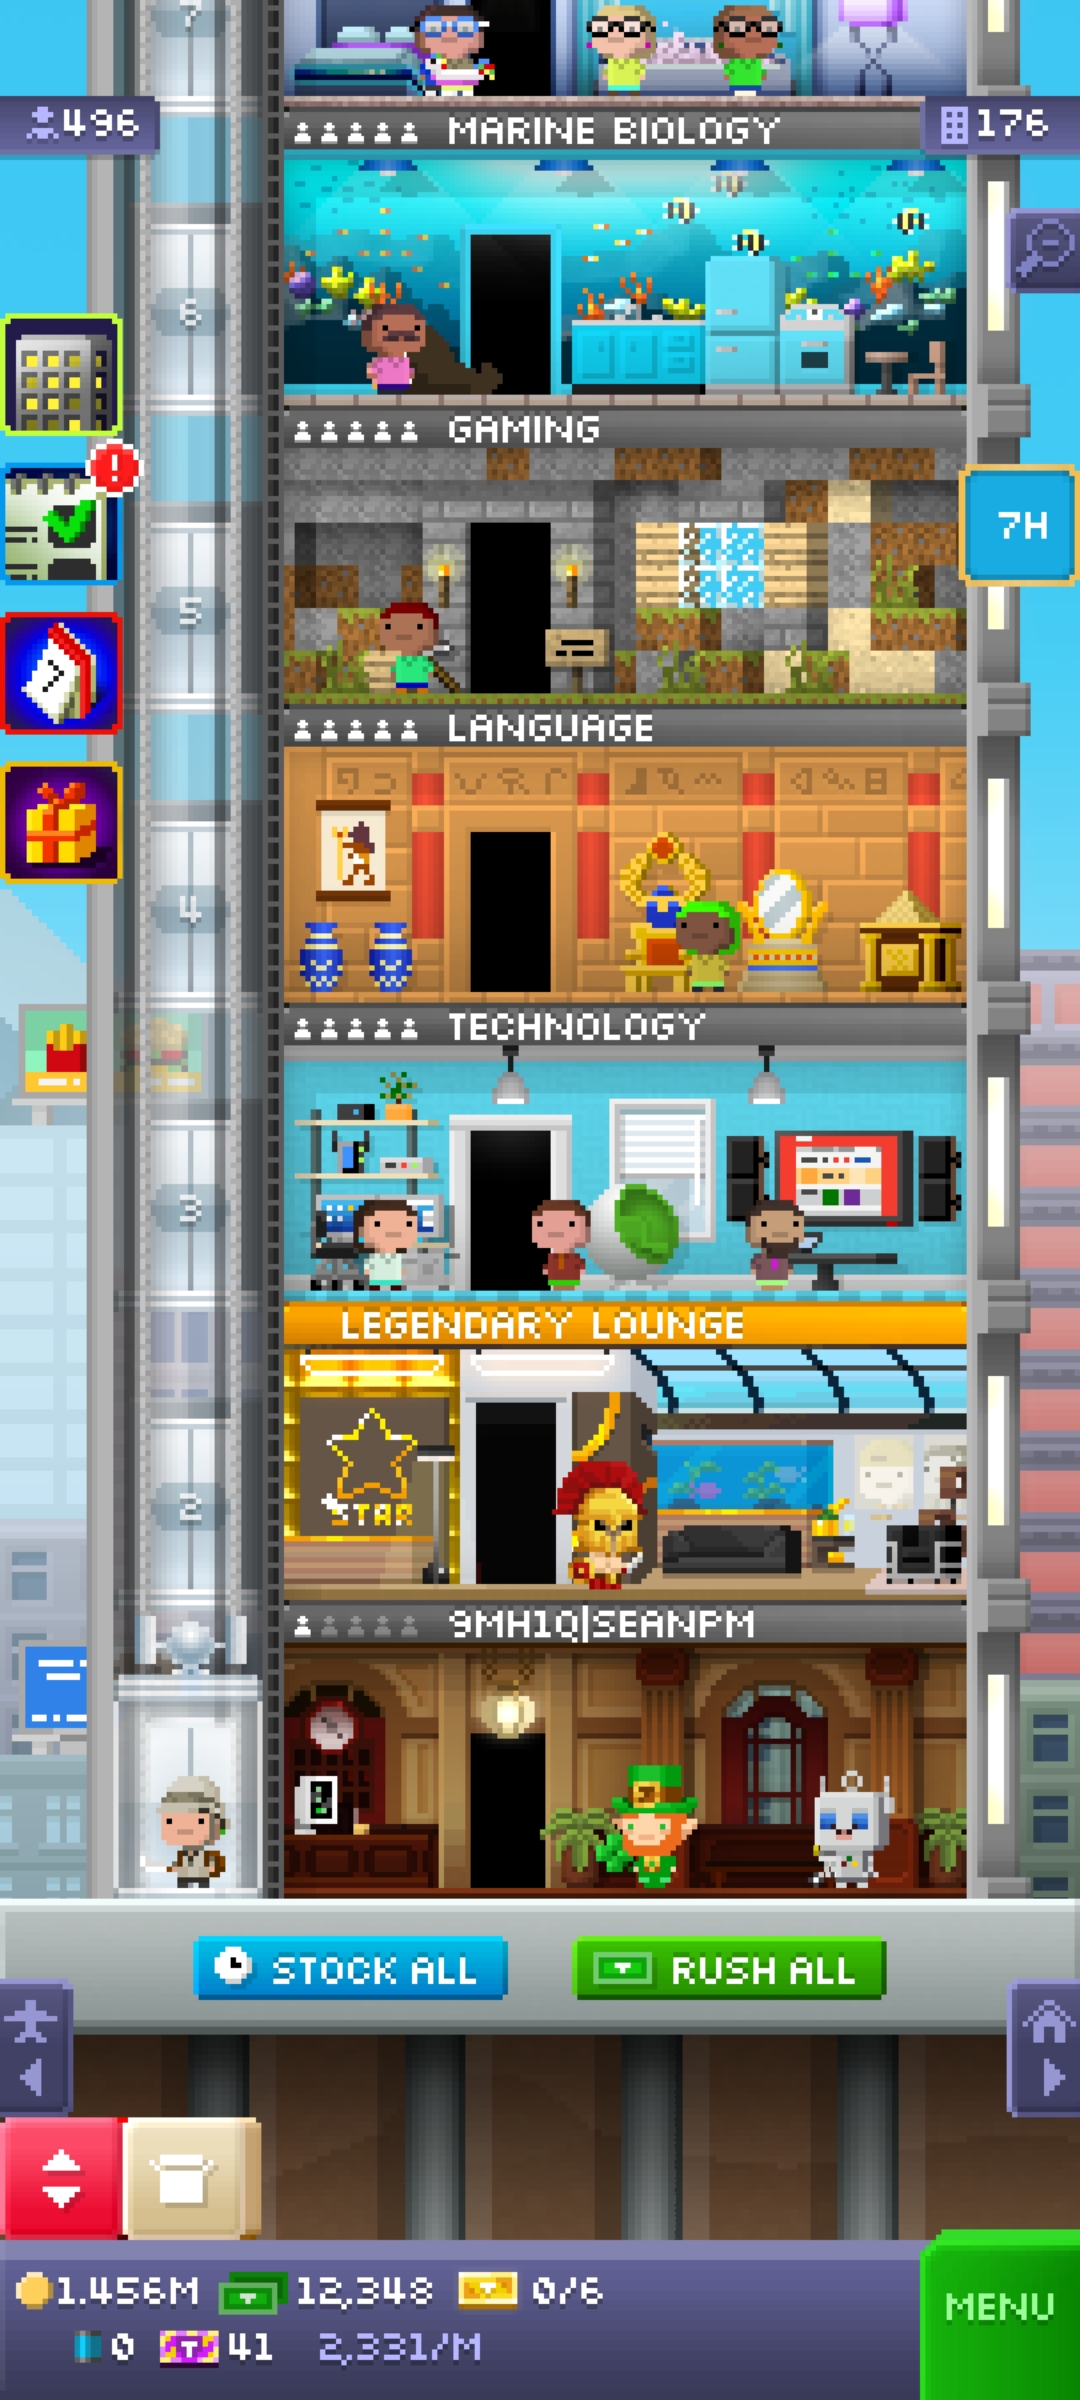 7
496
MARINE BIOLOGY
176
6
GAMING
7H
5
7
LANGUAGE
4
TECHNOLOGY
3
LEGENDARY LOUNGE
STAR
2
9MH1Q|SEANPM
STOCK ALL
RUSH ALL
1.456M 12,348 0/6
MENU
0 41 2,331/M